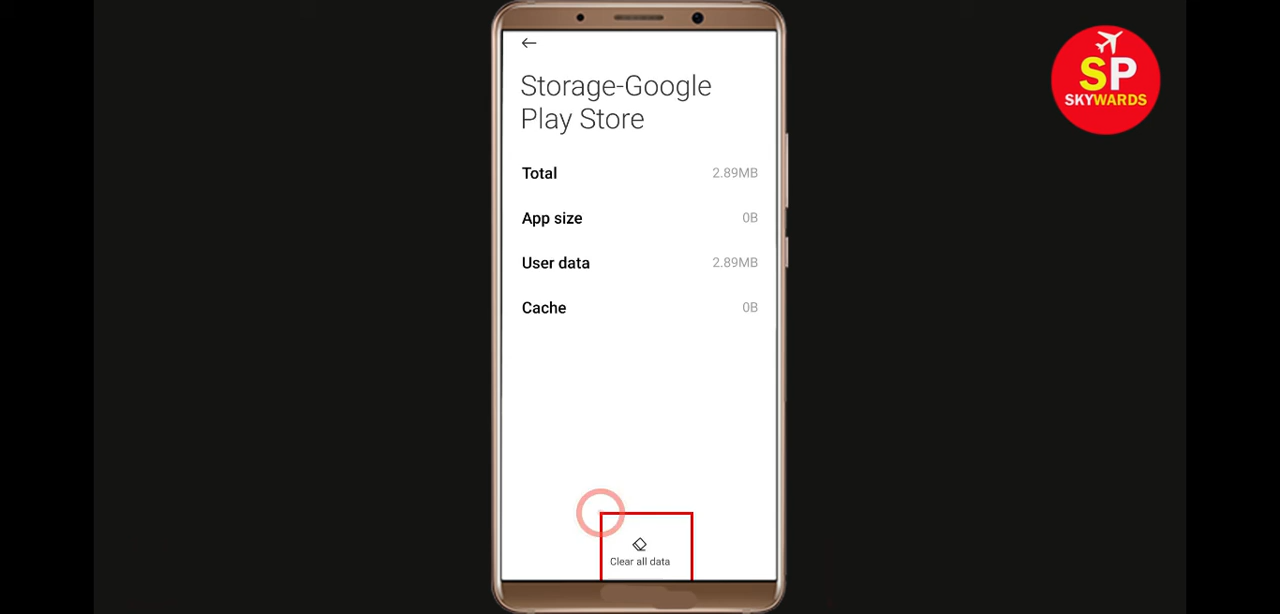 Storage-Google
Play Store
Total 2.89MB
App size 0B
User data 2.89MB
Cache 0B
Clear all data
SP
SKYWARDS